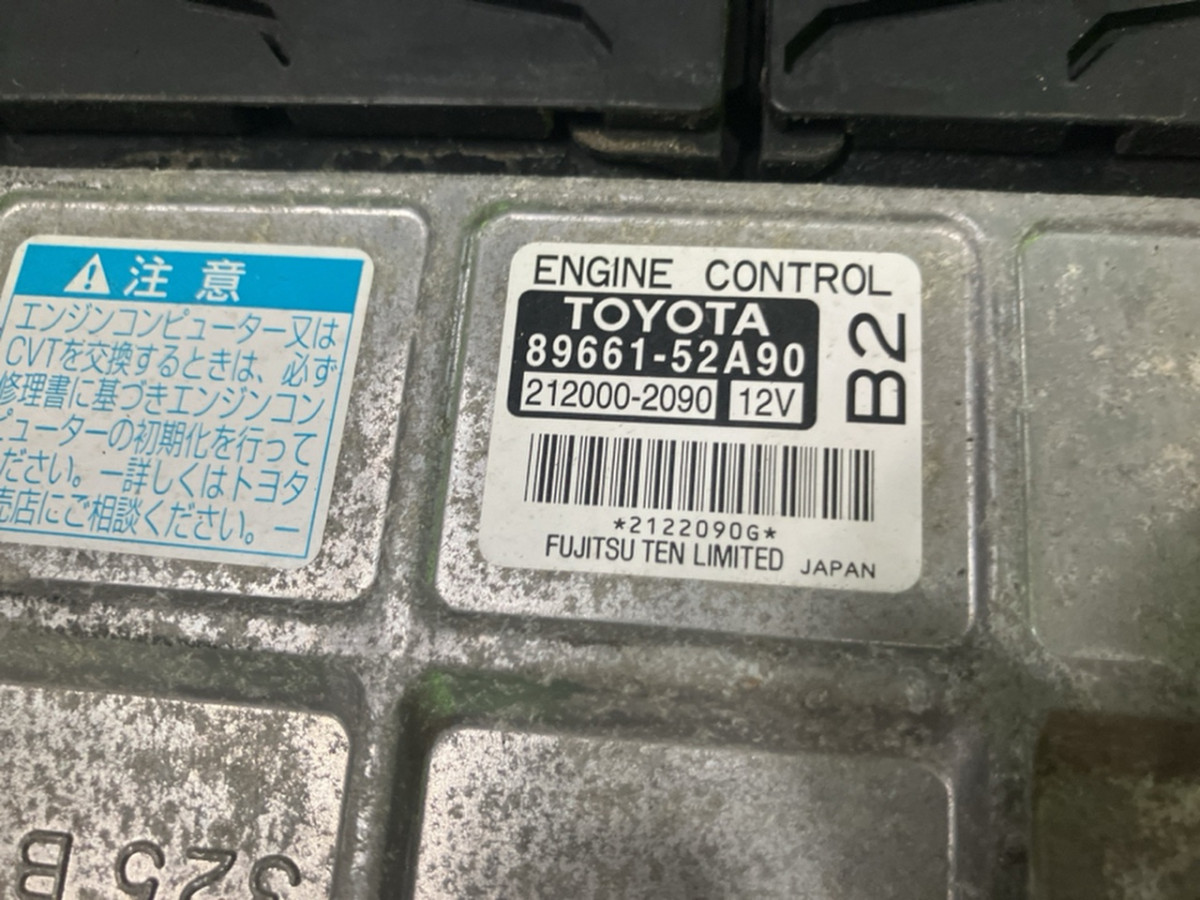 注意
エンジンコンピューター又は
CVTを交換するときは、必ず
修理書に基づきエンジンコン
ピューターの初期化を行って
ださい。ー詳しくはトヨタ
売店にご相談ください。ー
ENGINE CONTROL
TOYOTA
89661-52A90
212000-2090 12V
B2
*2122090G*
FUJITSU TEN LIMITED JAPAN
325 B